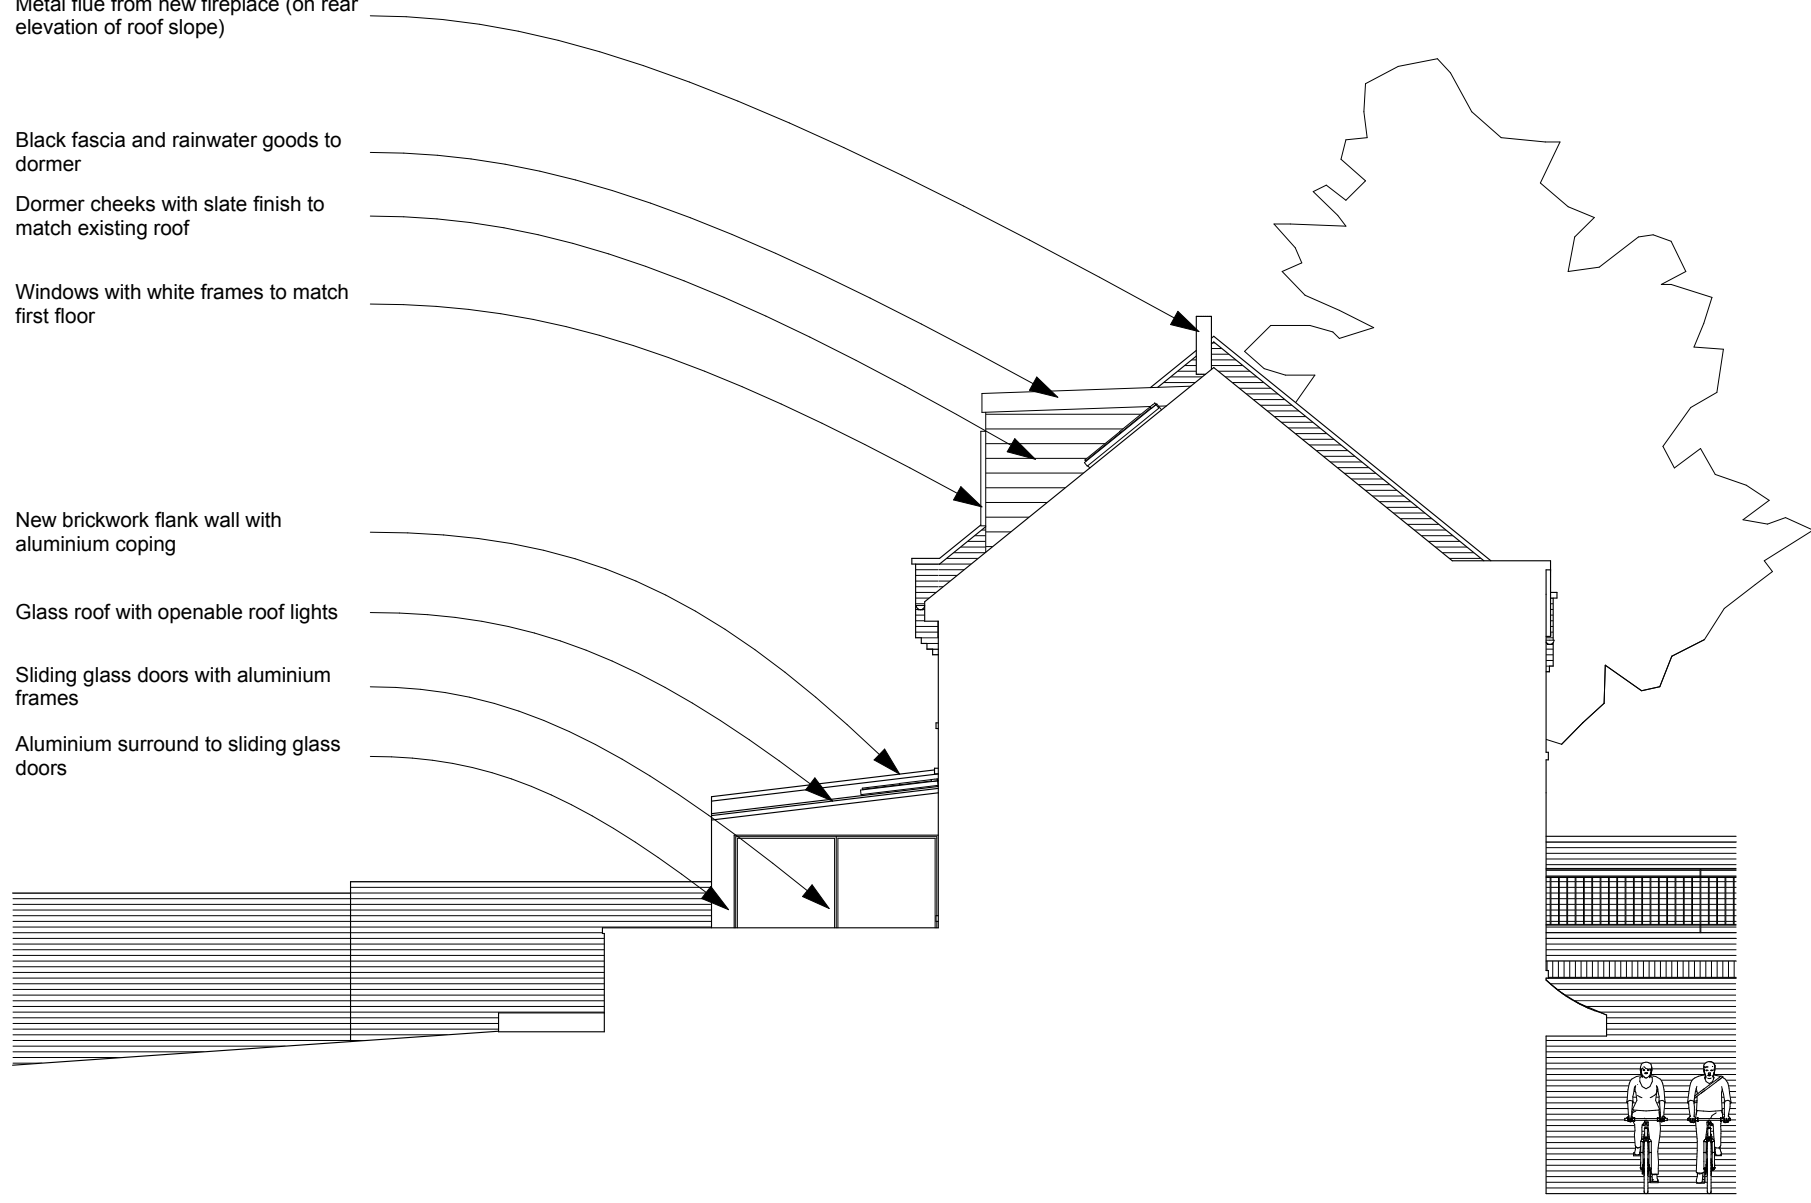 Metal flue from new fireplace (on rear
elevation of roof slope)
Black fascia and rainwater goods to
dormer
Dormer cheeks with slate finish to
match existing roof
Windows with white frames to match
first floor
New brickwork flank wall with
aluminium coping
Glass roof with openable roof lights
Sliding glass doors with aluminium
frames
Aluminium surround to sliding glass
doors